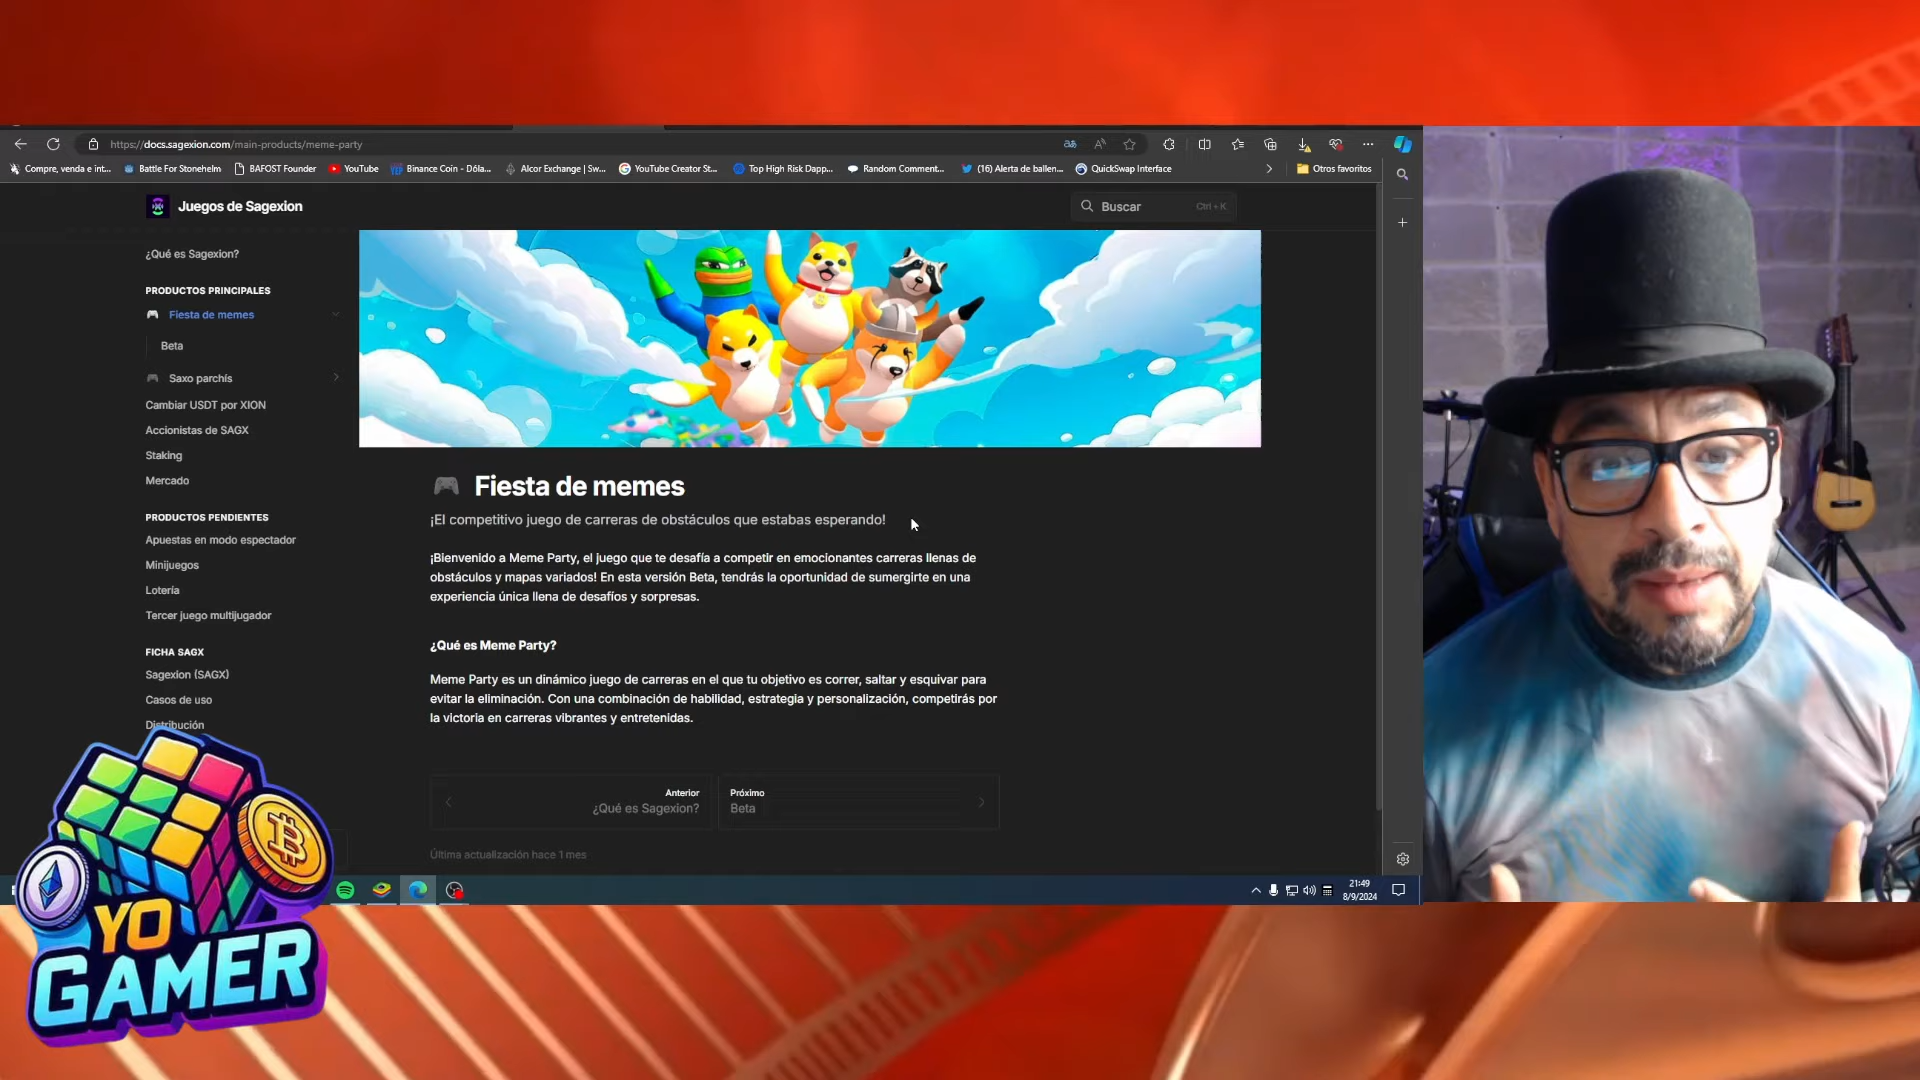 https://docs.sagexion.com/main-products/meme-party
Compre, venda e int...
Battle For Stonehelm
BAFOST Founder
YouTube
Binance Coin - Dóla...
Alcor Exchange | Sw...
YouTube Creator St...
Top High Risk Dapp...
Random Comment...
(16) Alerta de ballen...
QuickSwap Interface
Otros favoritos
Juegos de Sagexion
Buscar
Ctrl + K
¿Qué es Sagexion?
PRODUCTOS PRINCIPALES
Fiesta de memes
Beta
Saxo parchís
Cambiar USDT por XION
Accionistas de SAGX
Staking
Mercado
PRODUCTOS PENDIENTES
Apuestas en modo espectador
Minijuegos
Lotería
Tercer juego multijugador
FICHA SAGX
Sagexion (SAGX)
Casos de uso
Distribución
Fiesta de memes
¡El competitivo juego de carreras de obstáculos que estabas esperando!
¡Bienvenido a Meme Party, el juego que te desafía a competir en emocionantes carreras llenas de
obstáculos y mapas variados! En esta versión Beta, tendrás la oportunidad de sumergirte en una
experiencia única llena de desafíos y sorpresas.
¿Qué es Meme Party?
Meme Party es un dinámico juego de carreras en el que tu objetivo es correr, saltar y esquivar para
evitar la eliminación. Con una combinación de habilidad, estrategia y personalización, competirás por
la victoria en carreras vibrantes y entretenidas.
Anterior
¿Qué es Sagexion?
Próximo
Beta
Última actualización hace 1 mes
21:49
8/9/2024
YO
GAMER